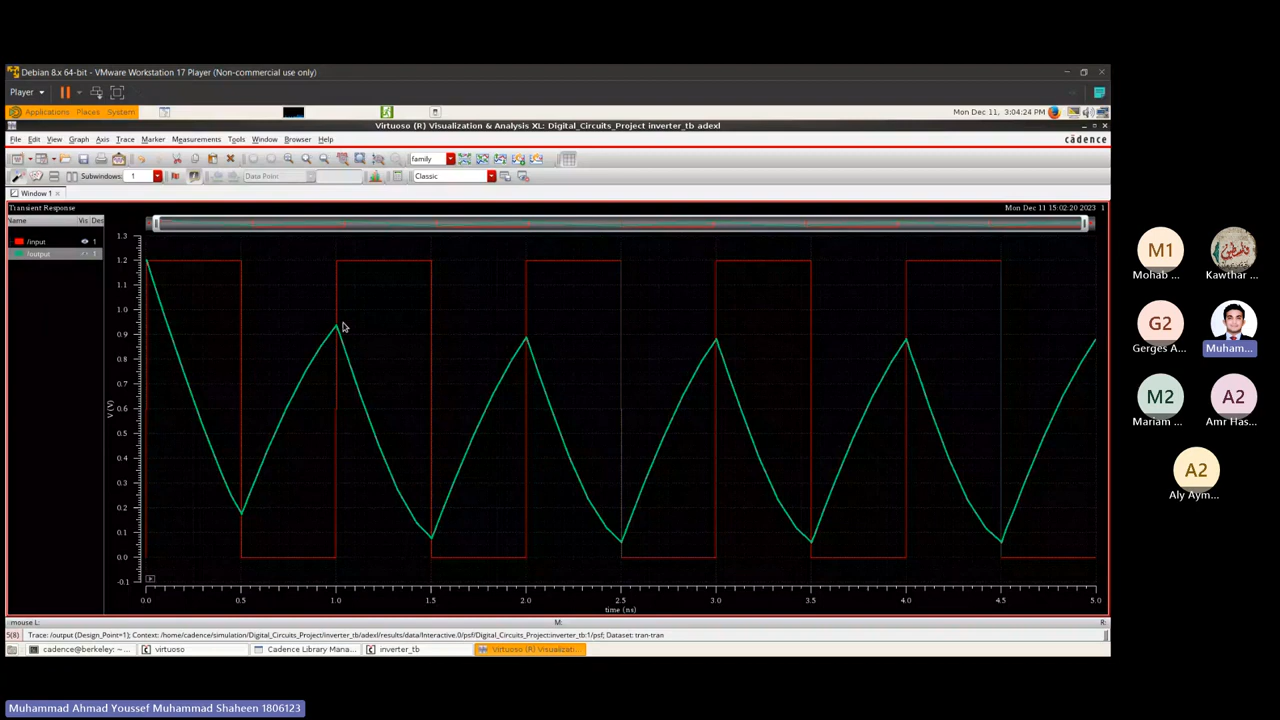 Debian 8.x 64-bit - VMware Workstation 17 Player (Non-commercial use only)
Player
Applications Places System
Mon Dec 11, 3:04:24 PM
Virtuoso (R) Visualization & Analysis XL: Digital_Circuits_Project inverter_tb adexl
File Edit View Graph Axis Trace Marker Measurements Tools Window Browser Help
cādence
family
Subwindows: 1
Data Point
Classic
Window 1
Transient Response
Mon Dec 11 15:02:20 2023 1
Name Vis Des
/input 1
/output 1
1.3
1.2
1.1
1.0
0.9
0.8
0.7
0.6
0.5
0.4
0.3
0.2
0.1
0.0
-0.1
V (V)
0.0 0.5 1.0 1.5 2.0 2.5 3.0 3.5 4.0 4.5 5.0
time (ns)
mouse L:
M:
R:
5(8) Trace: /output (Design_Point=1); Context: /home/cadence/simulation/Digital_Circuits_Project/inverter_tb/adexl/results/data/Interactive.0/psf/Digital_Circuits_Project:inverter_tb:1/psf; Dataset: tran-tran
cadence@berkeley: ~...
virtuoso
Cadence Library Mana...
inverter_tb
Virtuoso (R) Visualizati...
M1
Mohab ...
Kawthar ...
G2
Gerges A...
Muham...
M2
Mariam ...
A2
Amr Has...
A2
Aly Aym...
Muhammad Ahmad Youssef Muhammad Shaheen 1806123